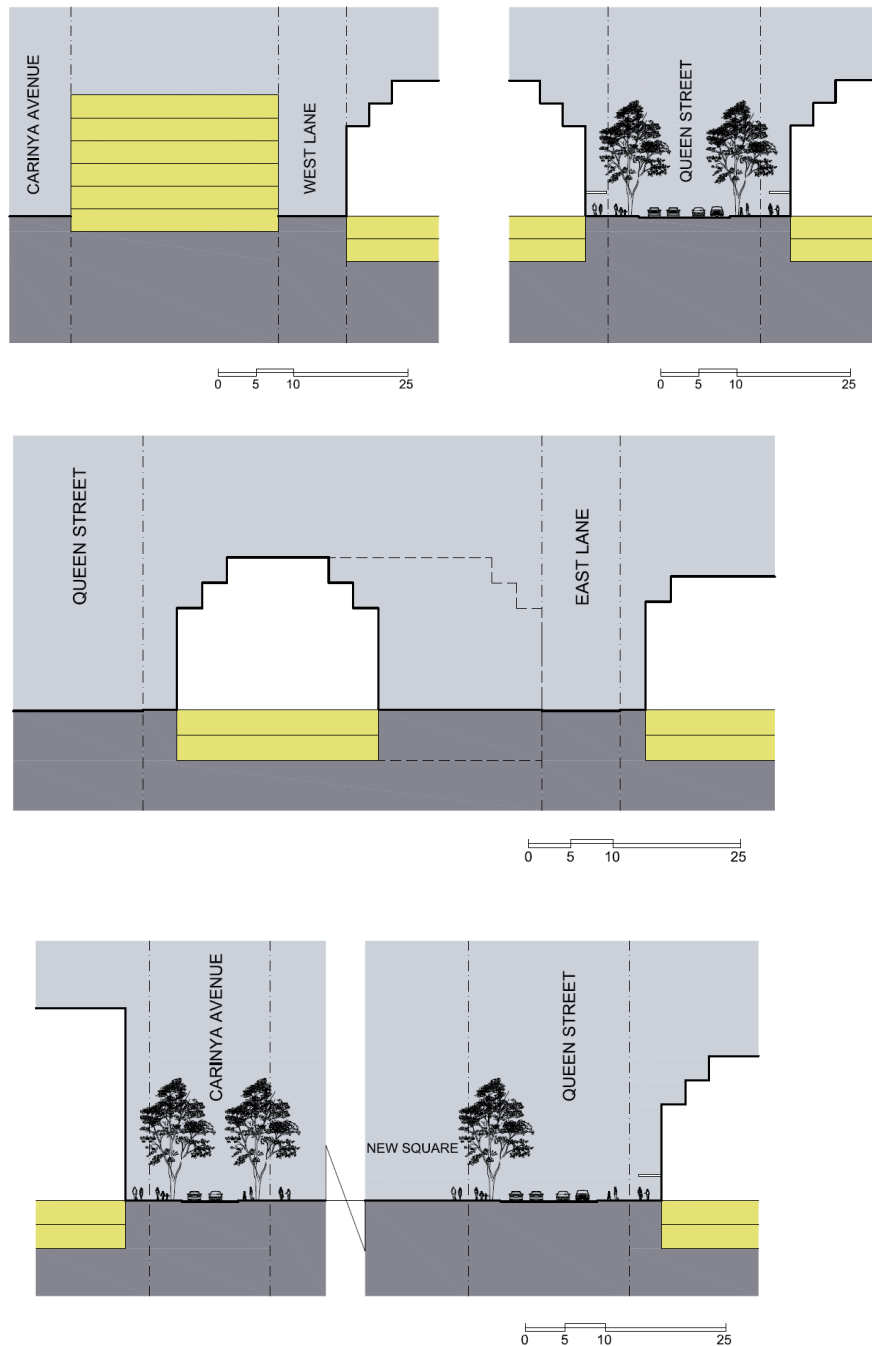 CARINYA AVENUE
WEST LANE
QUEEN STREET
0 5 10 25
0 5 10 25
QUEEN STREET
EAST LANE
0 5 10 25
CARINYA AVENUE
NEW SQUARE
QUEEN STREET
0 5 10 25